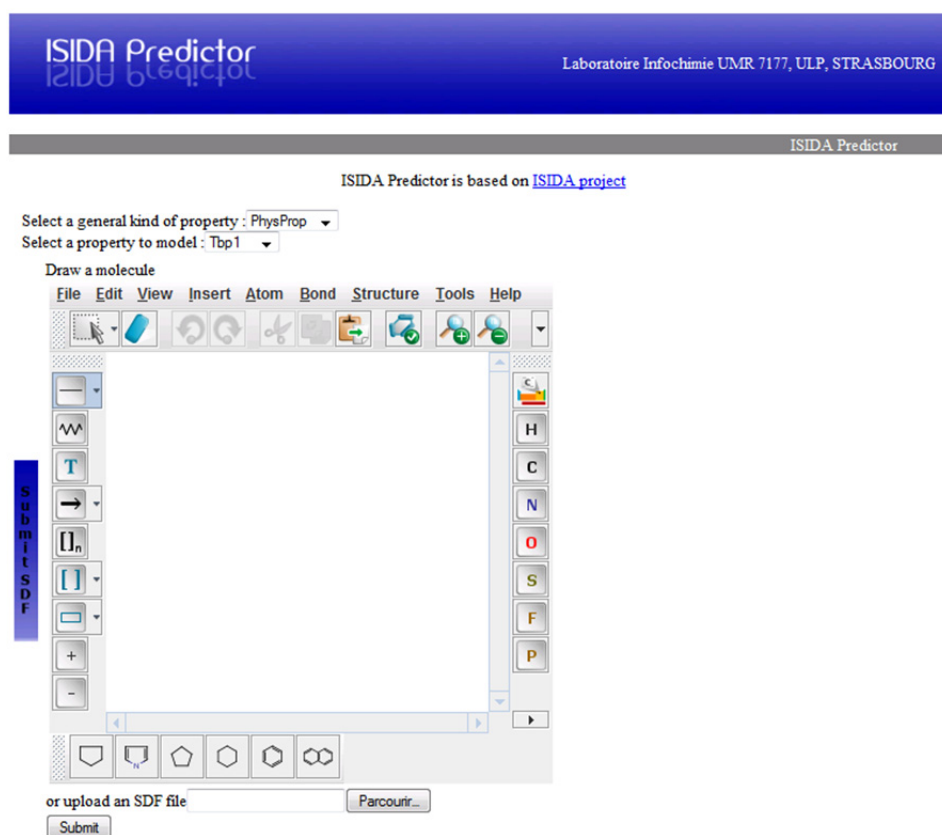 ISIDA Predictor
Laboratoire Infochimie UMR 7177, ULP, STRASBOURG
ISIDA Predictor
ISIDA Predictor is based on ISIDA project
Select a general kind of property : PhysProp
Select a property to model : Tbp1
Draw a molecule
File Edit View Insert Atom Bond Structure Tools Help
C
H
T
C
N
[ ]n
O
[ ]
S
Submit SDF
F
+
P
-
N
or upload an SDF file Parcourir...
Submit